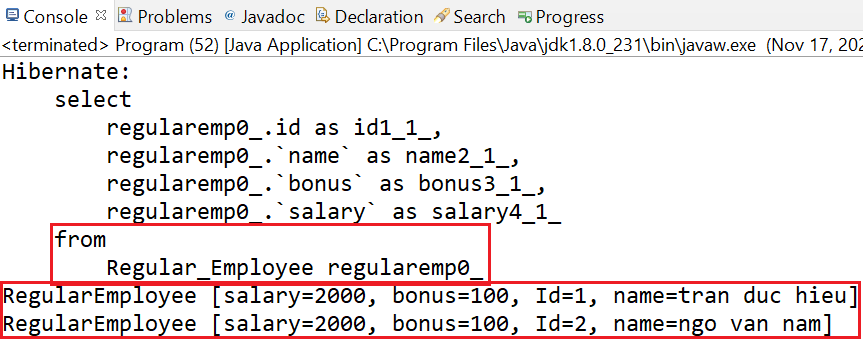 Console Problems @ Javadoc Declaration Search Progress
<terminated> Program (52) [Java Application] C:\Program Files\Java\jdk1.8.0_231\bin\javaw.exe (Nov 17, 202
Hibernate:
    select
        regularemp0_.id as id1_1_,
        regularemp0_.`name` as name2_1_,
        regularemp0_.`bonus` as bonus3_1_,
        regularemp0_.`salary` as salary4_1_
    from
        Regular_Employee regularemp0_
RegularEmployee [salary=2000, bonus=100, Id=1, name=tran duc hieu]
RegularEmployee [salary=2000, bonus=100, Id=2, name=ngo van nam]